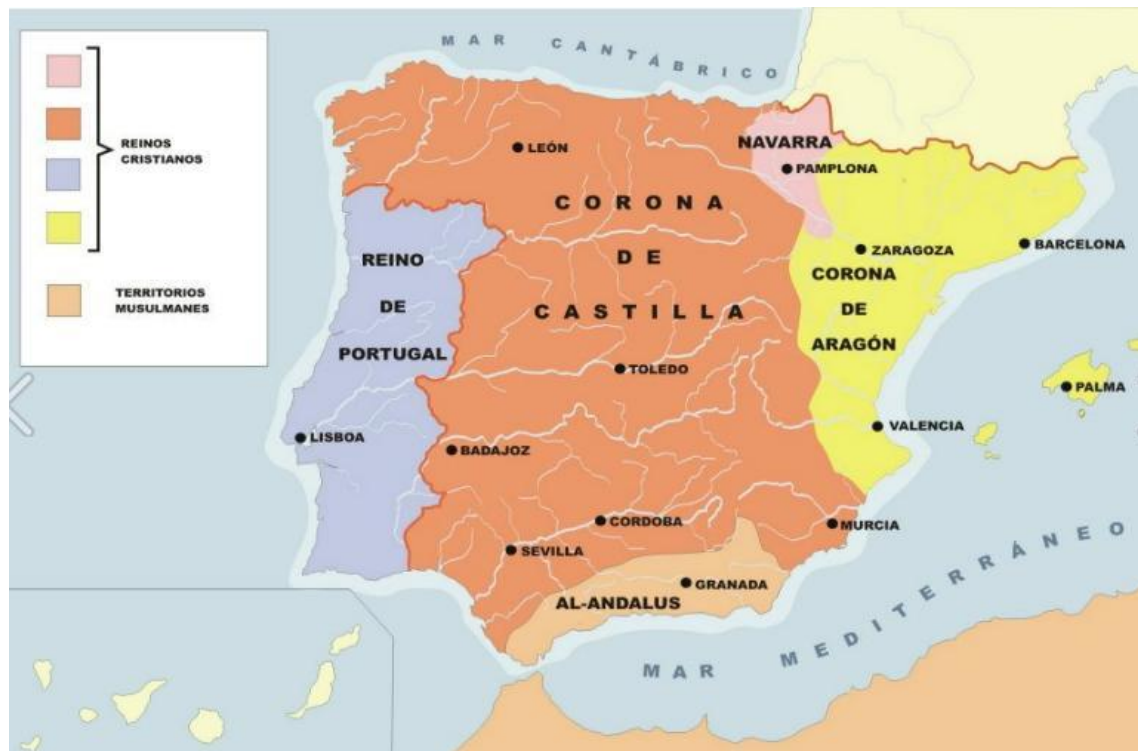 MAR CANTÁBRICO
REINOS
CRISTIANOS
TERRITORIOS
MUSULMANES
NAVARRA
PAMPLONA
LEÓN
CORONA
DE
CASTILLA
REINO
DE
PORTUGAL
ZARAGOZA
BARCELONA
CORONA
DE
ARAGÓN
TOLEDO
PALMA
VALENCIA
LISBOA
BADAJOZ
CORDOBA
MURCIA
SEVILLA
GRANADA
AL-ANDALUS
MAR MEDITERRÁNEO